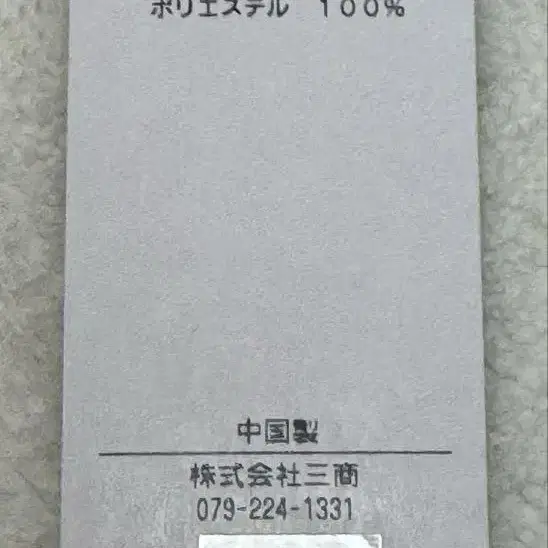 ポリエステル　１００％
中国製
株式会社三商
079-224-1331